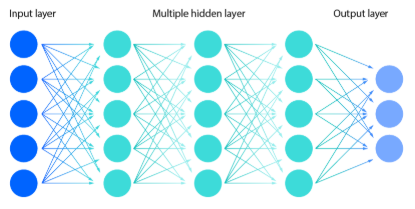 Input layer
Multiple hidden layer
Output layer